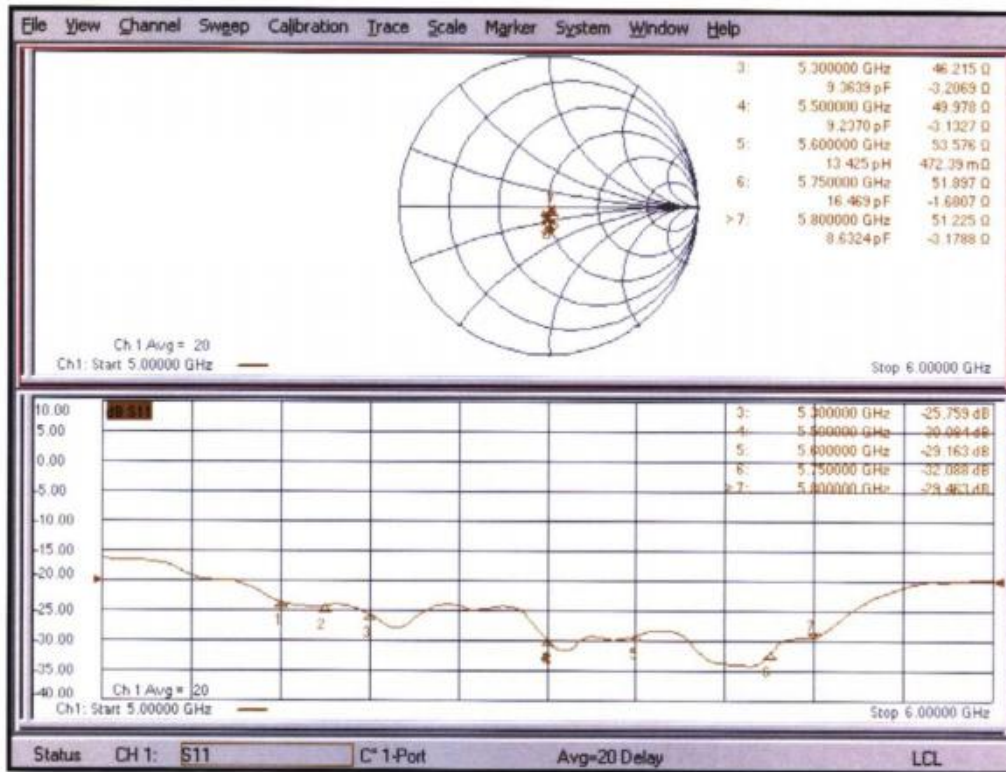 File View Channel Sweep Calibration Trace Scale Marker System Window Help
3: 5.300000 GHz 46.215 Ω
9.3639 pF -3.2069 Ω
4: 5.500000 GHz 49.978 Ω
9.2370 pF -3.1327 Ω
5: 5.600000 GHz 53.576 Ω
13.425 pH 472.39 mΩ
6: 5.750000 GHz 51.897 Ω
16.469 pF -1.6807 Ω
>7: 5.800000 GHz 51.225 Ω
8.6324 pF -3.1788 Ω
Ch 1 Avg = 20
Ch1: Start 5.00000 GHz Stop 6.00000 GHz
10.00 dB S11 3: 5.300000 GHz -25.759 dB
5.00 4: 5.500000 GHz -30.084 dB
5: 5.600000 GHz -29.163 dB
0.00 6: 5.750000 GHz -32.088 dB
-5.00 >7: 5.800000 GHz -29.463 dB
-10.00
-15.00
-20.00
-25.00
1 2 3 5 7
-30.00
-35.00 6
-40.00 Ch 1 Avg = 20
Ch1: Start 5.00000 GHz Stop 6.00000 GHz
Status CH 1: S11 C* 1-Port Avg=20 Delay LCL